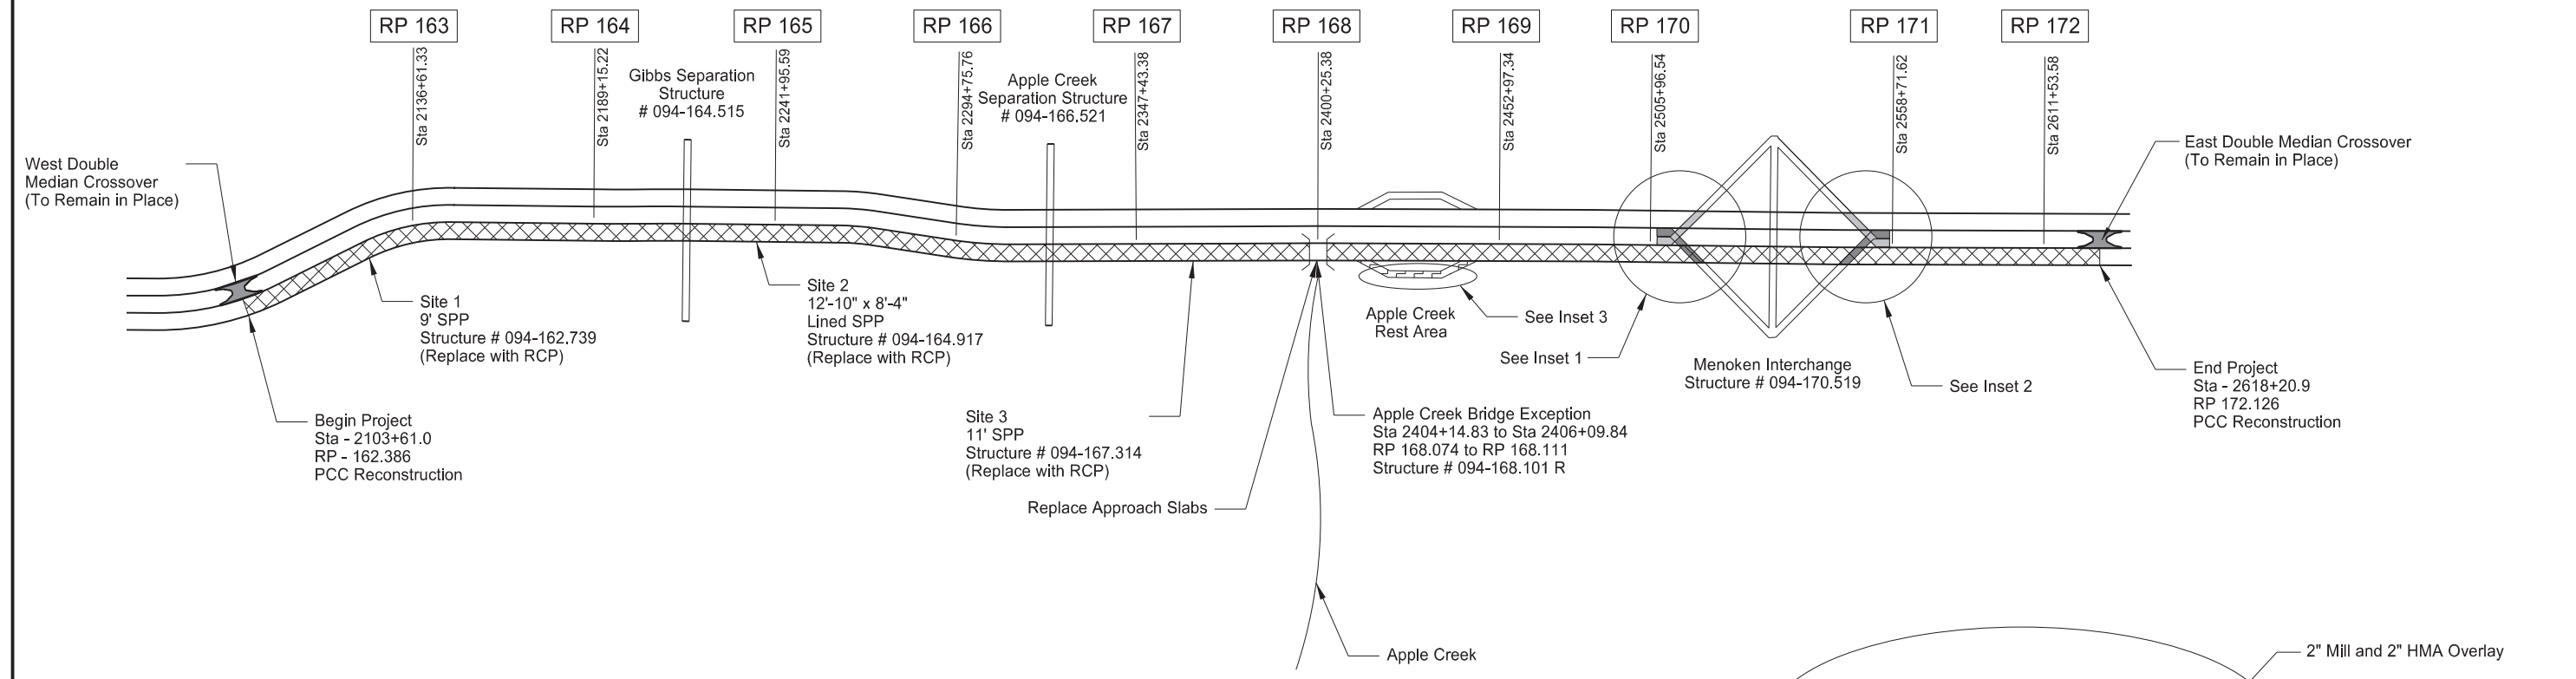 RP 163
RP 164
RP 165
RP 166
RP 167
RP 168
RP 169
RP 170
RP 171
RP 172
Sta 2136+61.33
Sta 2189+15.22
Sta 2241+95.59
Sta 2294+75.76
Sta 2347+43.38
Sta 2400+25.38
Sta 2452+97.34
Sta 2505+96.54
Sta 2558+71.62
Sta 2611+53.58
Gibbs Separation
Structure
# 094-164.515
Apple Creek
Separation Structure
# 094-166.521
West Double
Median Crossover
(To Remain in Place)
East Double Median Crossover
(To Remain in Place)
Site 1
9' SPP
Structure # 094-162.739
(Replace with RCP)
Site 2
12'-10" x 8'-4"
Lined SPP
Structure # 094-164.917
(Replace with RCP)
Apple Creek
Rest Area
See Inset 3
See Inset 1
Menoken Interchange
Structure # 094-170.519
See Inset 2
End Project
Sta - 2618+20.9
RP 172.126
PCC Reconstruction
Begin Project
Sta - 2103+61.0
RP - 162.386
PCC Reconstruction
Site 3
11' SPP
Structure # 094-167.314
(Replace with RCP)
Apple Creek Bridge Exception
Sta 2404+14.83 to Sta 2406+09.84
RP 168.074 to RP 168.111
Structure # 094-168.101 R
Replace Approach Slabs
Apple Creek
2" Mill and 2" HMA Overlay